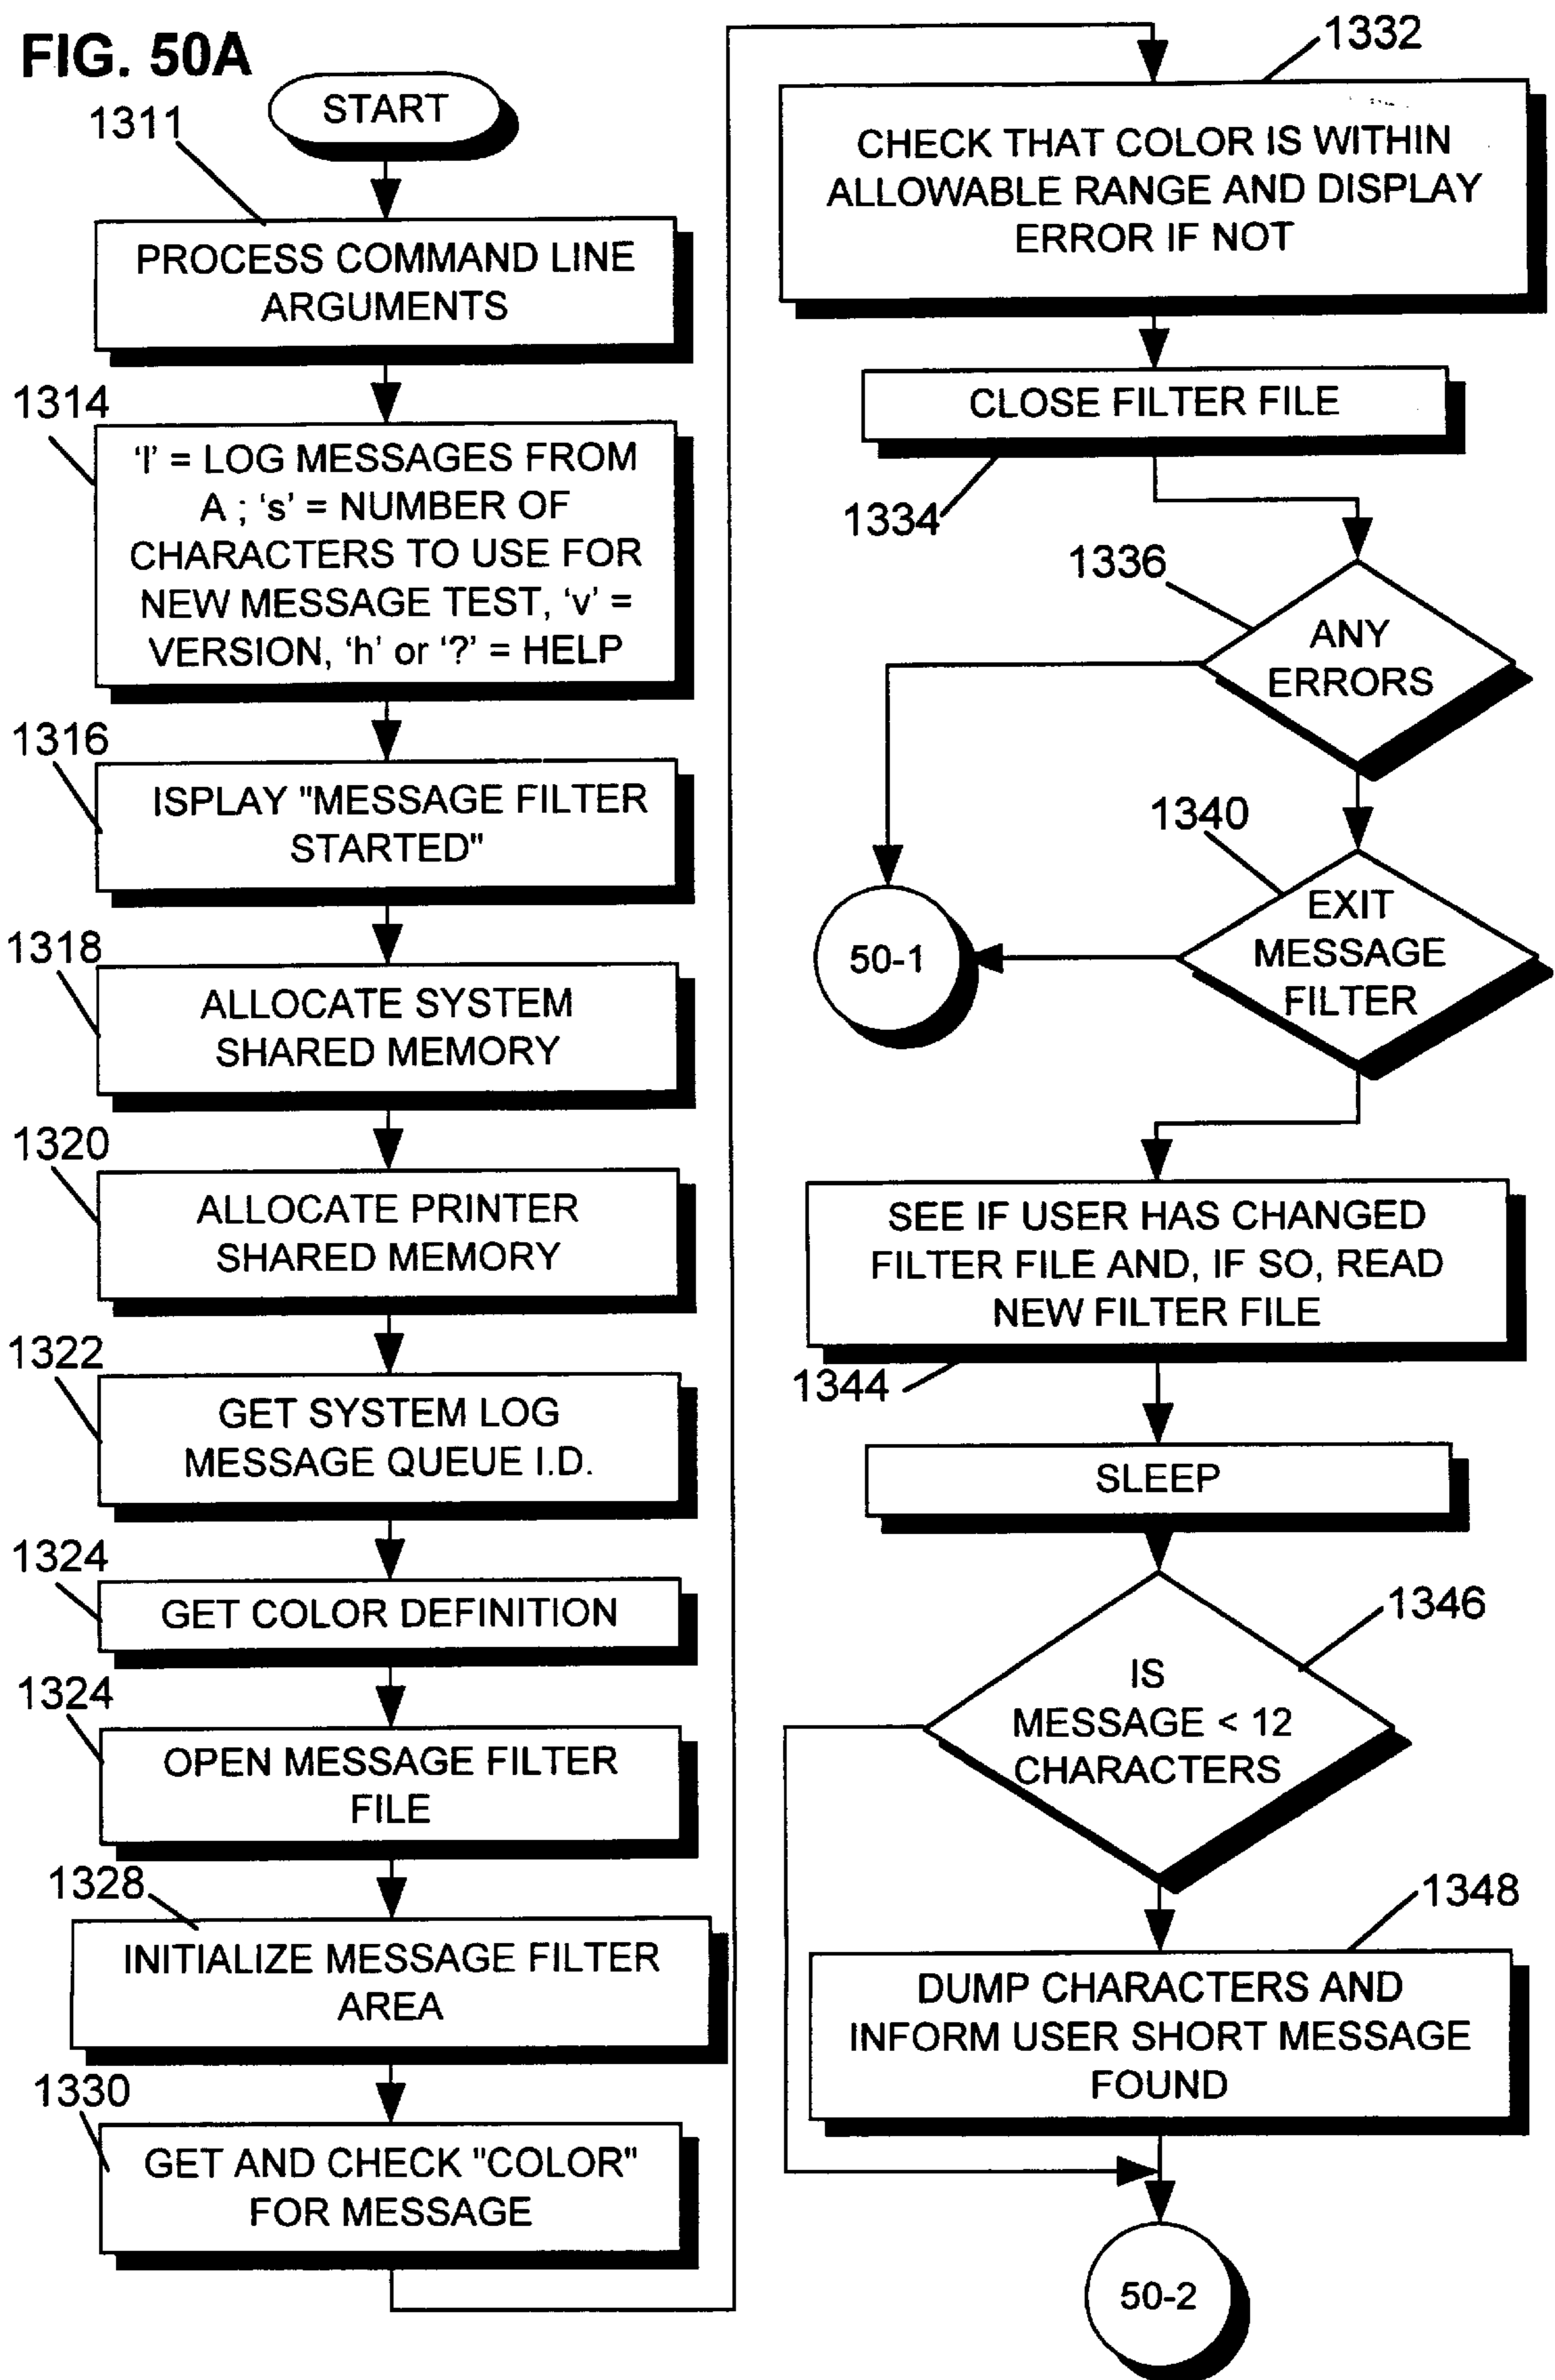 FIG. 50A
START
1311
PROCESS COMMAND LINE
ARGUMENTS
1314
'l' = LOG MESSAGES FROM
A ; 's' = NUMBER OF
CHARACTERS TO USE FOR
NEW MESSAGE TEST, 'v' =
VERSION, 'h' or '?' = HELP
1316
ISPLAY "MESSAGE FILTER
STARTED"
1318
ALLOCATE SYSTEM
SHARED MEMORY
1320
ALLOCATE PRINTER
SHARED MEMORY
1322
GET SYSTEM LOG
MESSAGE QUEUE I.D.
1324
GET COLOR DEFINITION
1324
OPEN MESSAGE FILTER
FILE
1328
INITIALIZE MESSAGE FILTER
AREA
1330
GET AND CHECK "COLOR"
FOR MESSAGE
1332
CHECK THAT COLOR IS WITHIN
ALLOWABLE RANGE AND DISPLAY
ERROR IF NOT
CLOSE FILTER FILE
1334
1336
ANY
ERRORS
1340
EXIT
MESSAGE
FILTER
50-1
SEE IF USER HAS CHANGED
FILTER FILE AND, IF SO, READ
NEW FILTER FILE
1344
SLEEP
1346
IS
MESSAGE < 12
CHARACTERS
1348
DUMP CHARACTERS AND
INFORM USER SHORT MESSAGE
FOUND
50-2